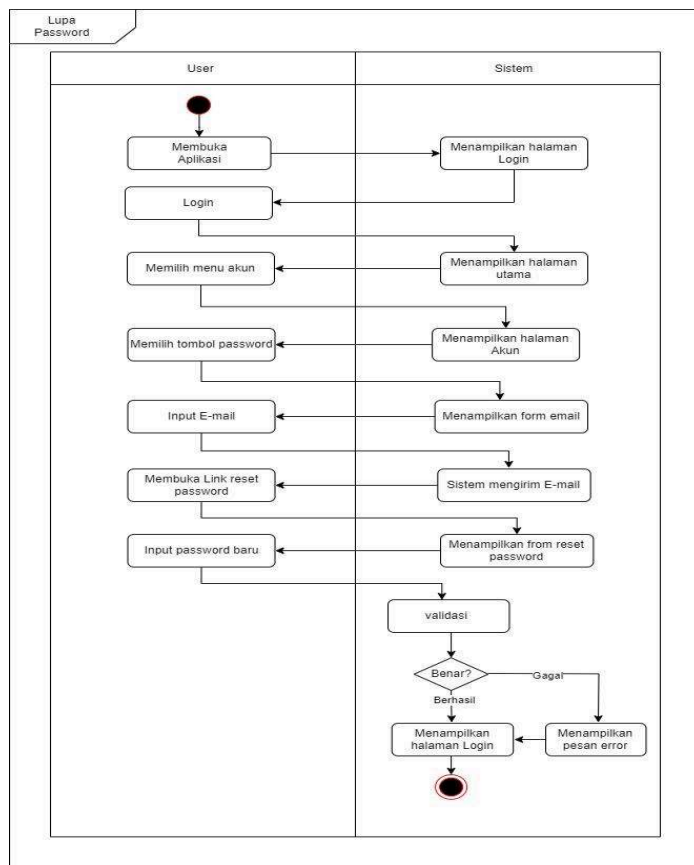 Lupa
Password
User
Sistem
Membuka
Aplikasi
Menampilkan halaman
Login
Login
Menampilkan halaman
utama
Memilih menu akun
Menampilkan halaman
Akun
Memilih tombol password
Menampilkan form email
Input E-mail
Sistem mengirim E-mail
Membuka Link reset
password
Menampilkan from reset
password
Input password baru
validasi
Benar?
Gagal
Berhasil
Menampilkan
halaman Login
Menampilkan
pesan error